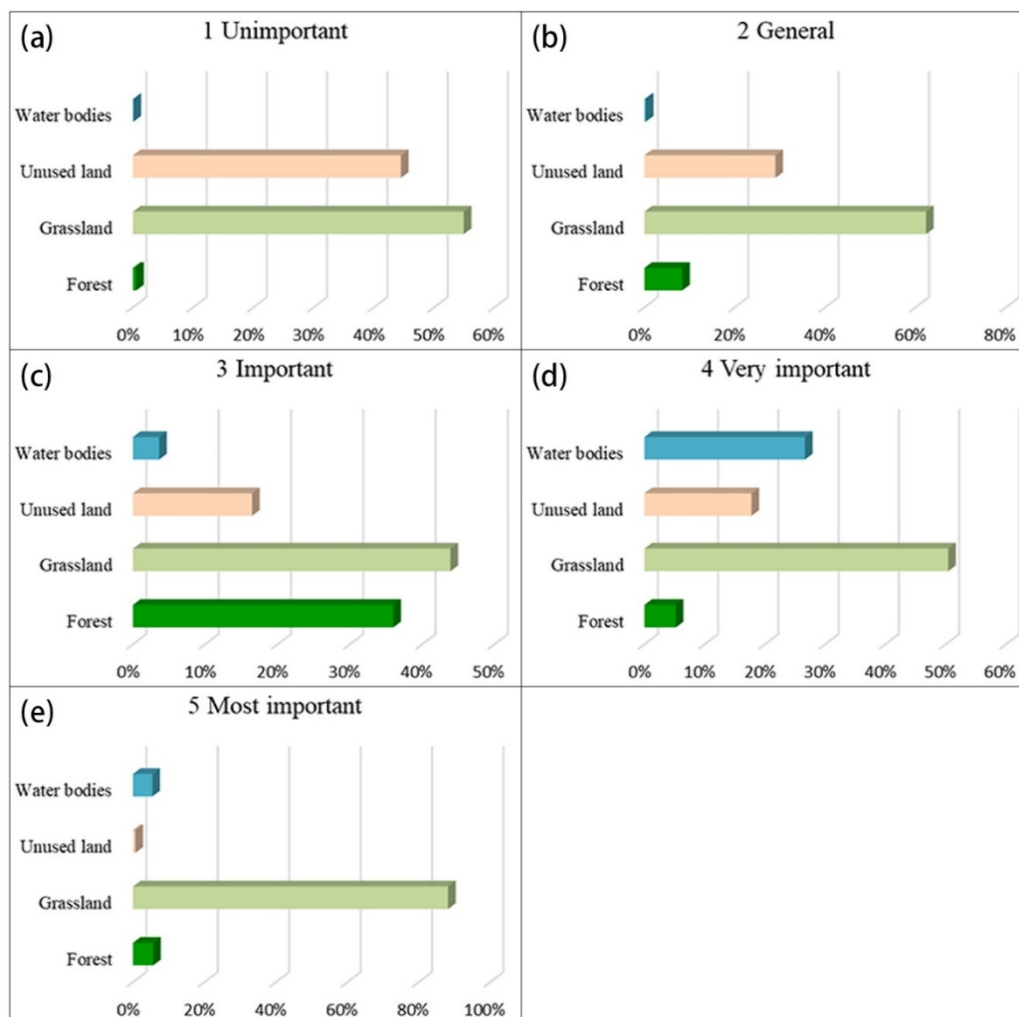 (a)
1 Unimportant
Water bodies
Unused land
Grassland
Forest
0% 10% 20% 30% 40% 50% 60%
(b)
2 General
Water bodies
Unused land
Grassland
Forest
0% 20% 40% 60% 80%
(c)
3 Important
Water bodies
Unused land
Grassland
Forest
0% 10% 20% 30% 40% 50%
(d)
4 Very important
Water bodies
Unused land
Grassland
Forest
0% 10% 20% 30% 40% 50% 60%
(e)
5 Most important
Water bodies
Unused land
Grassland
Forest
0% 20% 40% 60% 80% 100%